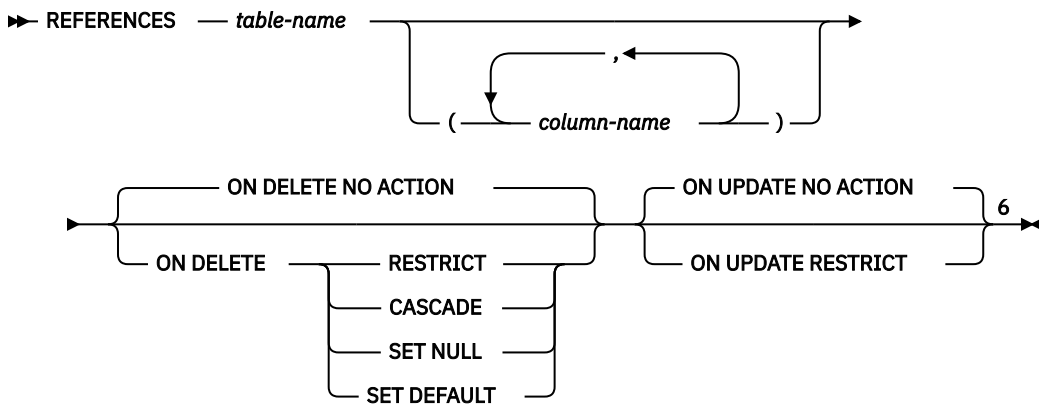 REFERENCES table-name
,
( column-name )
ON DELETE NO ACTION ON UPDATE NO ACTION
6
ON DELETE RESTRICT ON UPDATE RESTRICT
CASCADE
SET NULL
SET DEFAULT